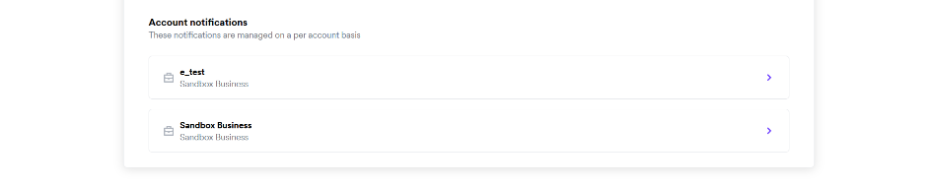 Account notifications
These notifications are managed on a per account basis
e_test
Sandbox Business
Sandbox Business
Sandbox Business